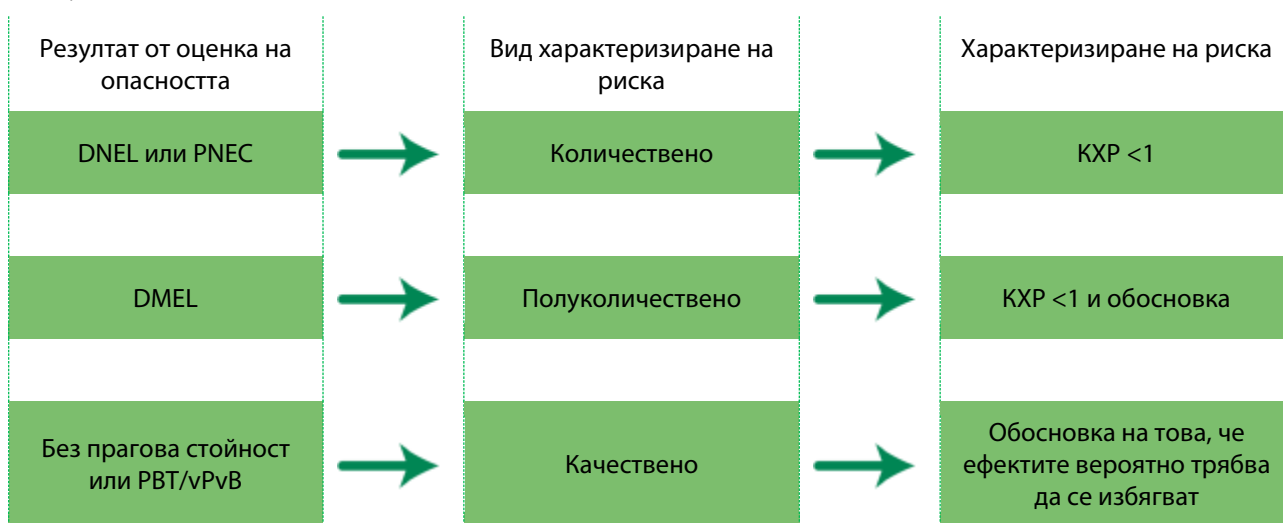 Резултат от оценка на
опасността
Вид характеризиране на
риска
Характеризиране на риска
DNEL или PNEC
Количествено
КХР <1
DMEL
Полуколичествено
КХР <1 и обосновка
Без прагова стойност
или PBT/vPvB
Качествено
Обосновка на това, че
ефектите вероятно трябва
да се избягват